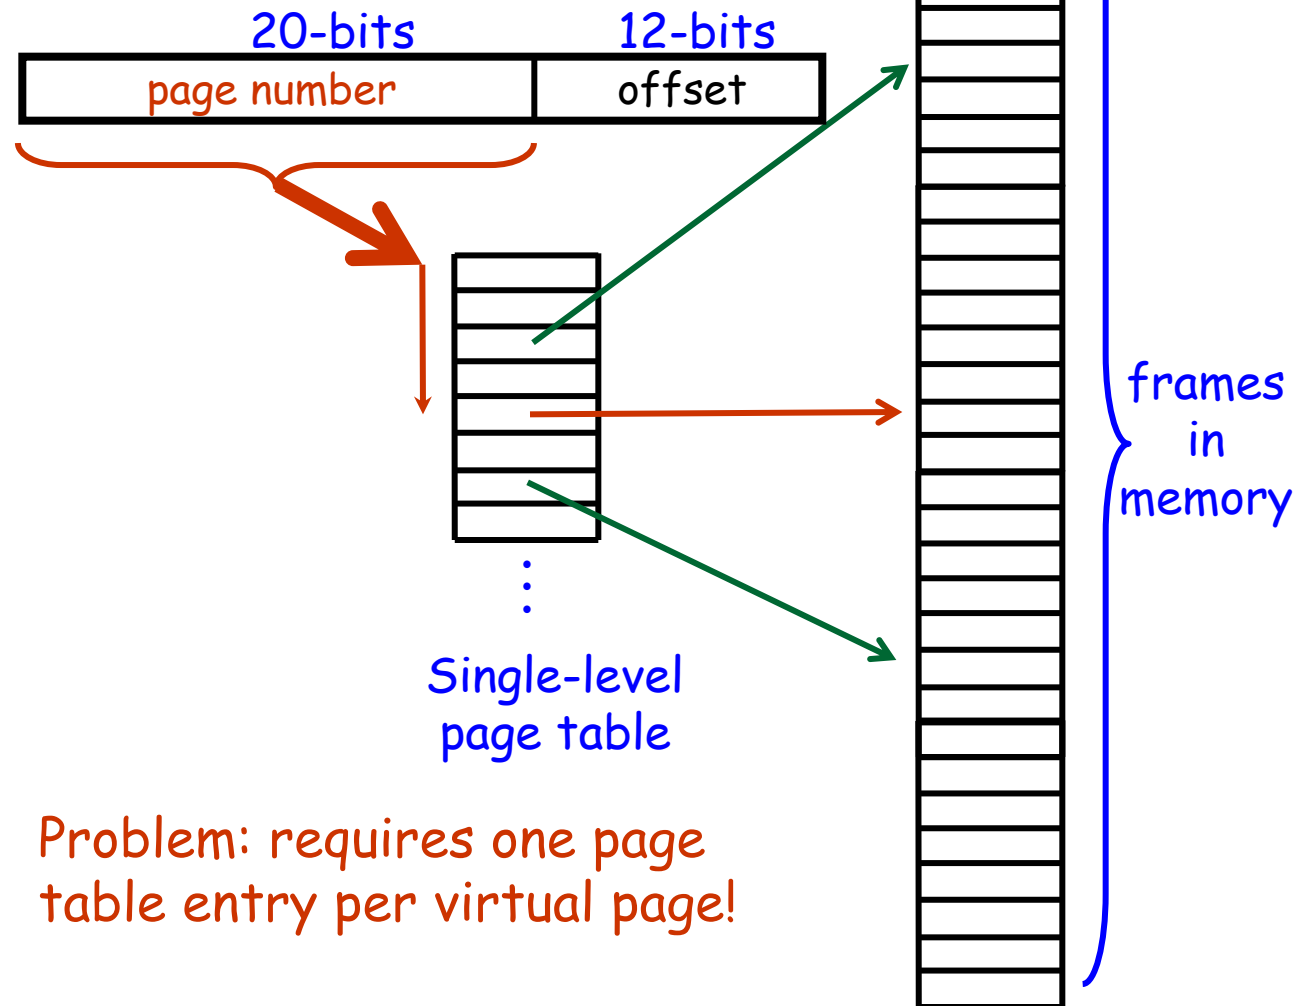 20-bits
12-bits
page number
offset
frames
in
memory
Single-level
page table
Problem: requires one page
table entry per virtual page!